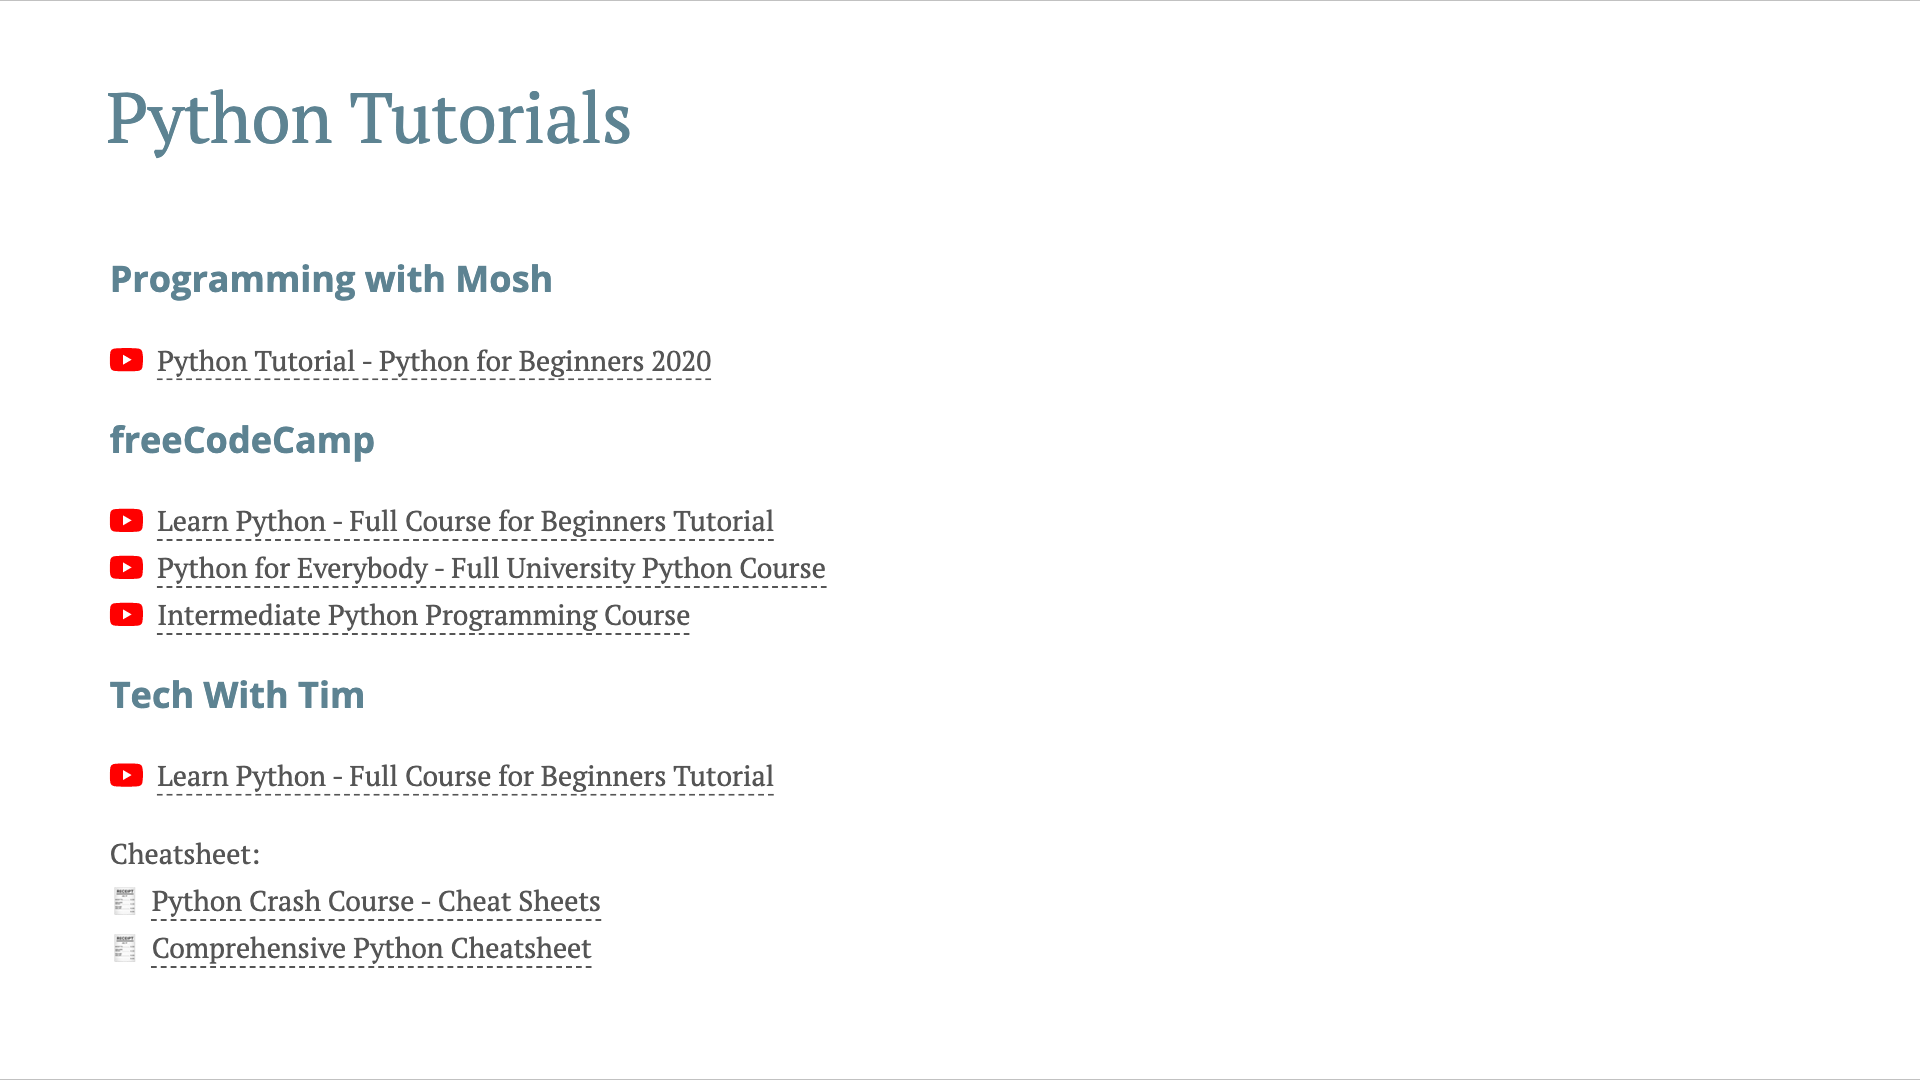 Python Tutorials
Programming with Mosh
Python Tutorial - Python for Beginners 2020
freeCodeCamp
Learn Python - Full Course for Beginners Tutorial
Python for Everybody - Full University Python Course
Intermediate Python Programming Course
Tech With Tim
Learn Python - Full Course for Beginners Tutorial
Cheatsheet:
Python Crash Course - Cheat Sheets
Comprehensive Python Cheatsheet